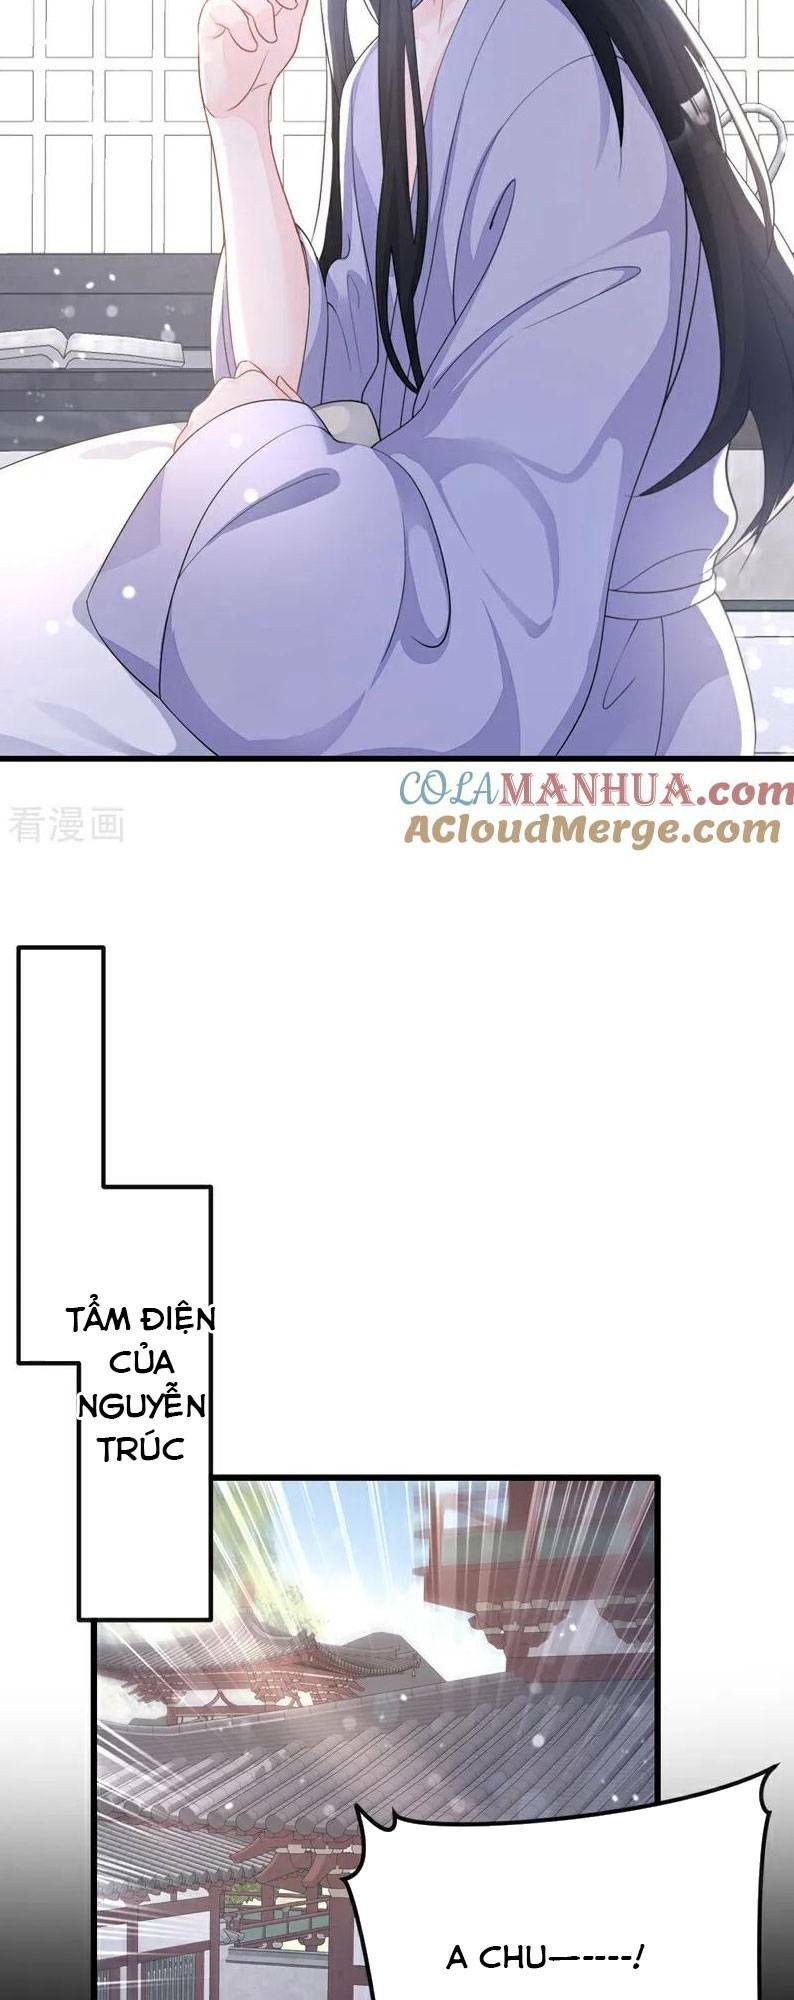 COLAMANHUA.com
看漫画
ACloudMerge.com
TẨM ĐIỆN
CỦA
NGUYỄN
TRÚC
A CHU------!